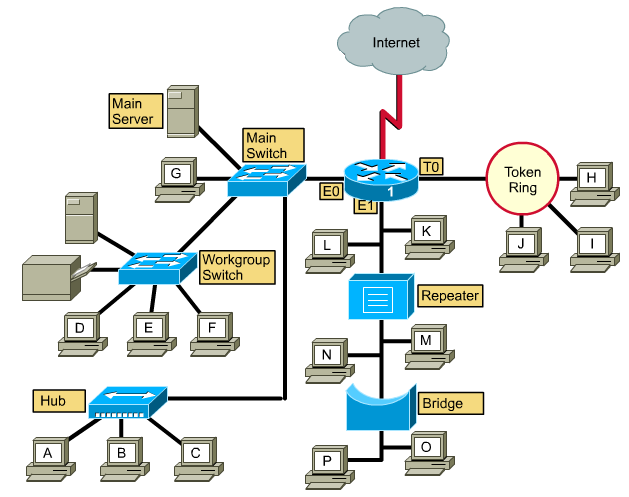 Internet
Main
Server
Main
Switch
G
E0
T0
E1
1
Token
Ring
H
K
L
J
I
Workgroup
Switch
Repeater
D
E
F
M
N
Hub
Bridge
A
B
C
O
P